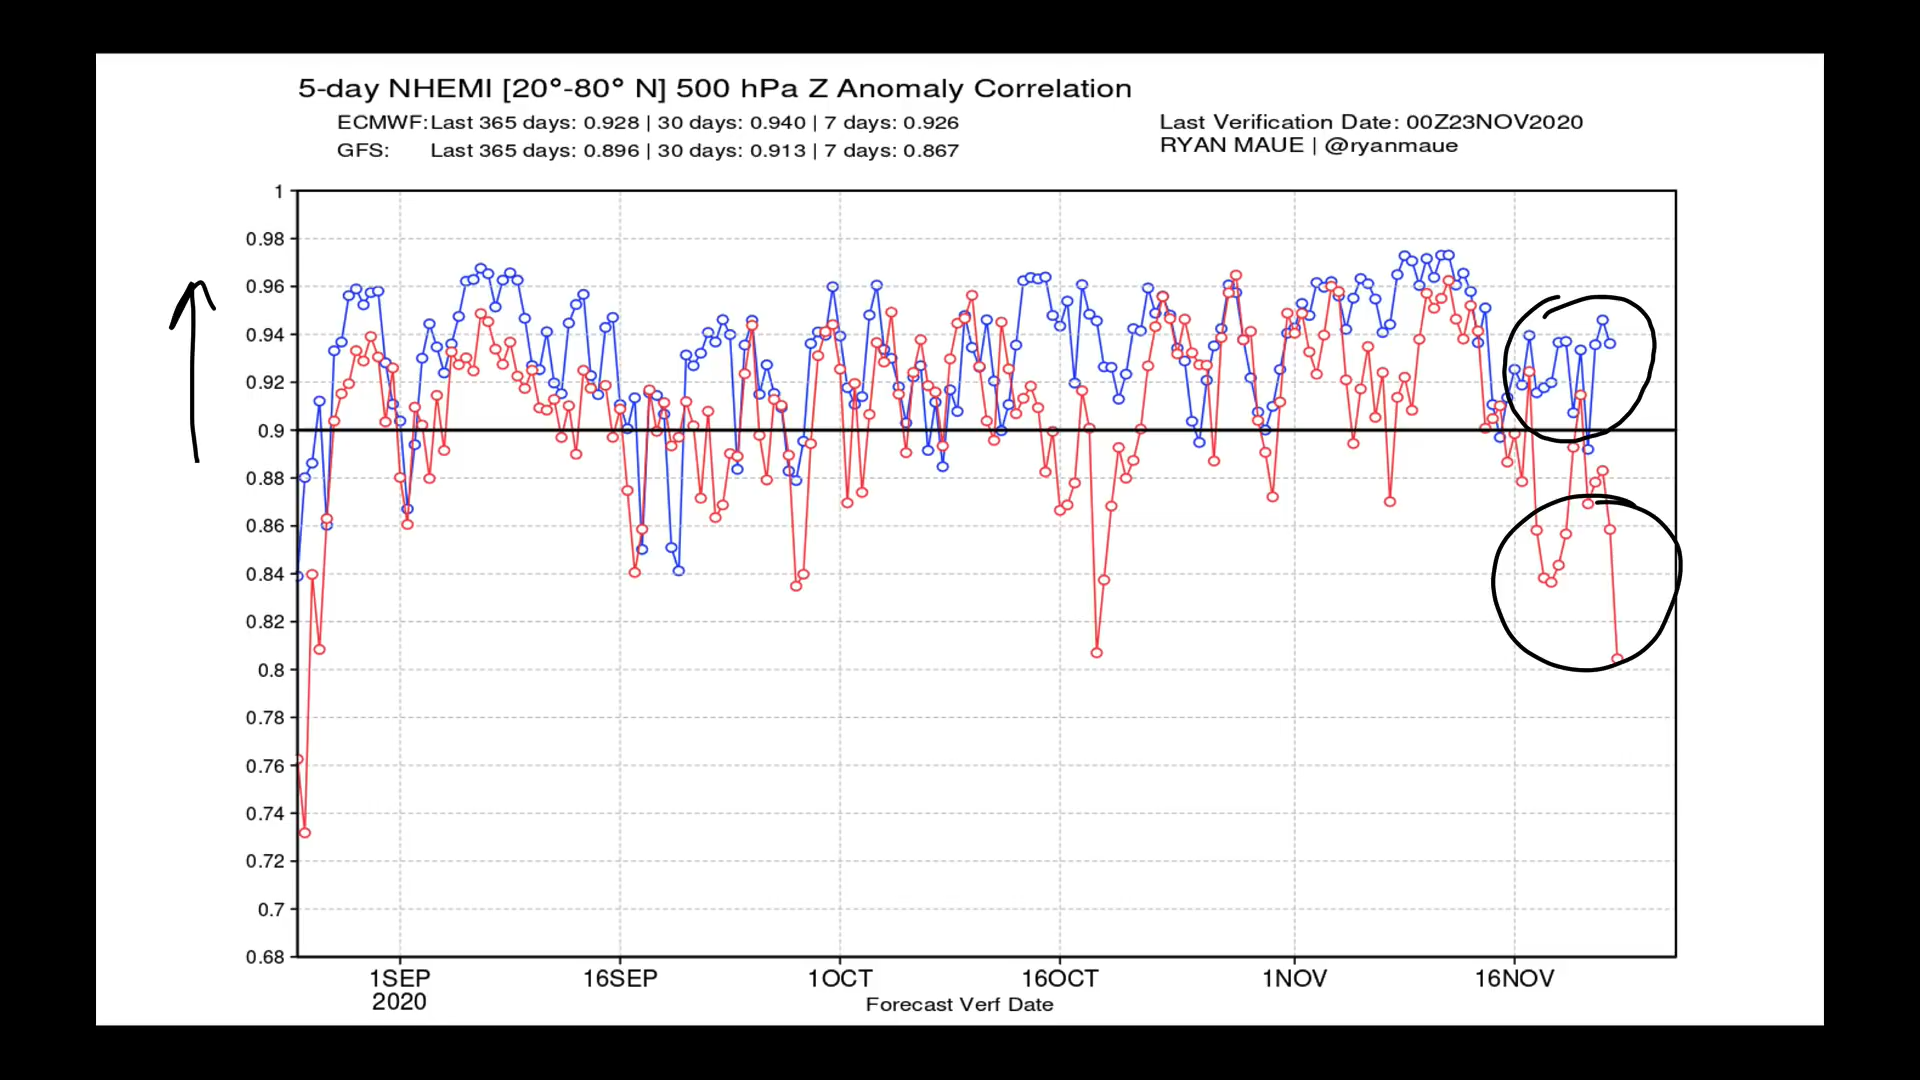 5-day NHEMI [20°-80° N] 500 hPa Z Anomaly Correlation
ECMWF: Last 365 days: 0.928 | 30 days: 0.940 | 7 days: 0.926
GFS: Last 365 days: 0.896 | 30 days: 0.913 | 7 days: 0.867
Last Verification Date: 00Z23NOV2020
RYAN MAUE | @ryanmaue
1
0.98
0.96
0.94
0.92
0.9
0.88
0.86
0.84
0.82
0.8
0.78
0.76
0.74
0.72
0.7
0.68
1SEP 16SEP 1OCT 16OCT 1NOV 16NOV
2020
Forecast Verf Date